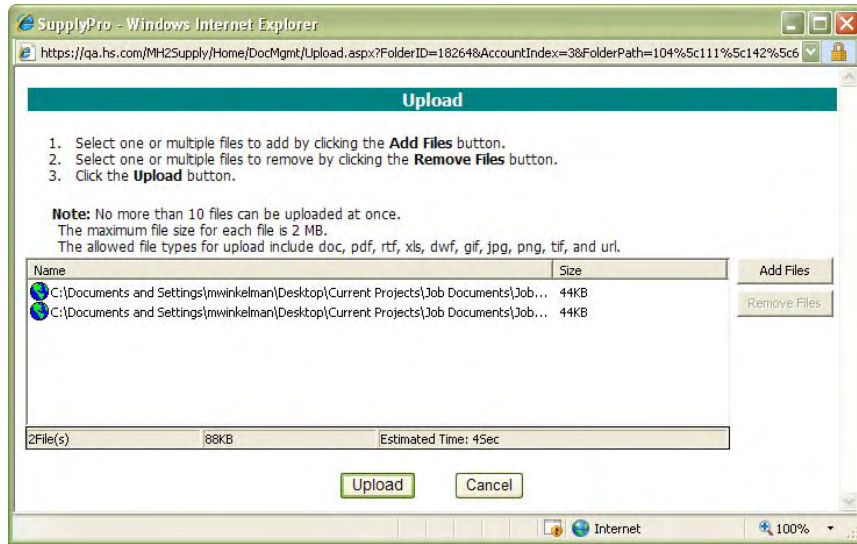 SupplyPro - Windows Internet Explorer
https://qa.hs.com/MH2Supply/Home/DocMgmt/Upload.aspx?FolderID=18264&AccountIndex=3&FolderPath=104%5c111%5c142%5c6
Upload
1. Select one or multiple files to add by clicking the Add Files button.
2. Select one or multiple files to remove by clicking the Remove Files button.
3. Click the Upload button.
Note: No more than 10 files can be uploaded at once.
The maximum file size for each file is 2 MB.
The allowed file types for upload include doc, pdf, rtf, xls, dwf, gif, jpg, png, tif, and url.
Name Size Add Files
C:\Documents and Settings\mwinkelman\Desktop\Current Projects\Job Documents\Job... 44KB Remove Files
C:\Documents and Settings\mwinkelman\Desktop\Current Projects\Job Documents\Job... 44KB
2File(s) 88KB Estimated Time: 4Sec
Upload Cancel
Internet 100%